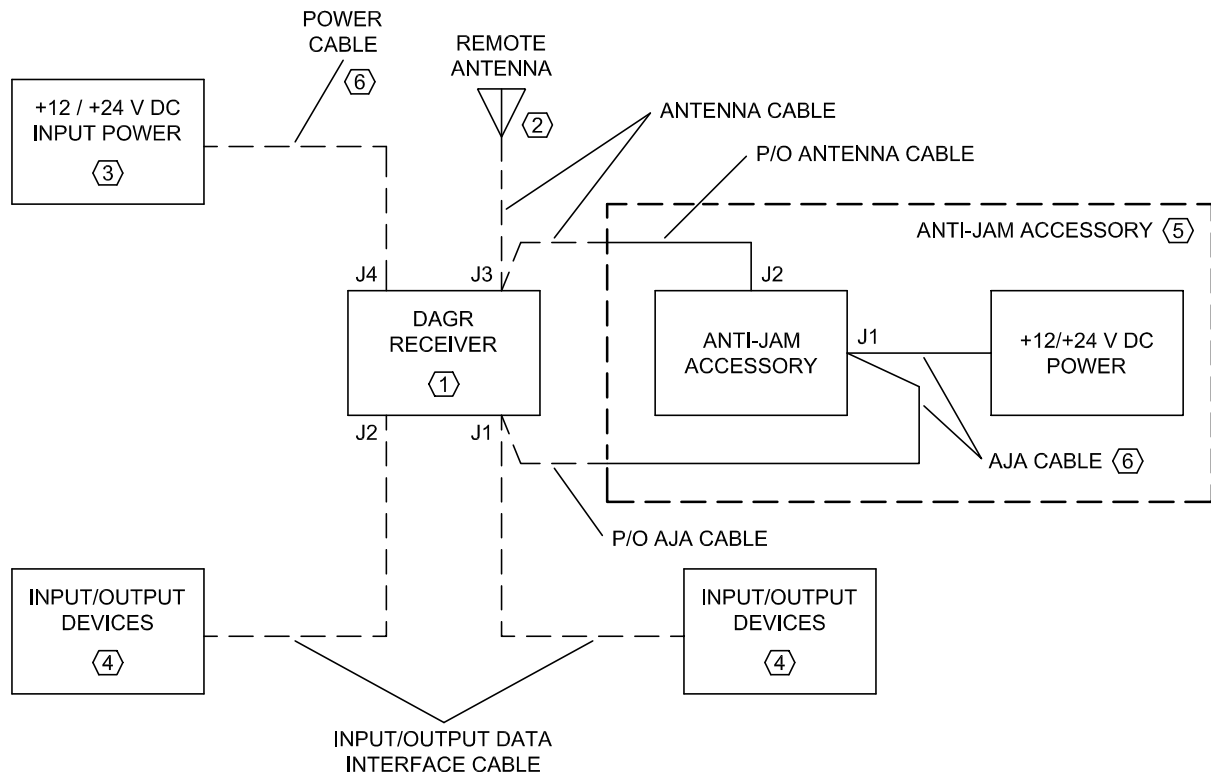 POWER
CABLE
6
REMOTE
ANTENNA
2
+12 / +24 V DC
INPUT POWER
3
ANTENNA CABLE
P/O ANTENNA CABLE
ANTI-JAM ACCESSORY 5
J4
J3
J2
DAGR
RECEIVER
1
ANTI-JAM
ACCESSORY
J1
+12/+24 V DC
POWER
J2
J1
AJA CABLE 6
P/O AJA CABLE
INPUT/OUTPUT
DEVICES
4
INPUT/OUTPUT
DEVICES
4
INPUT/OUTPUT DATA
INTERFACE CABLE